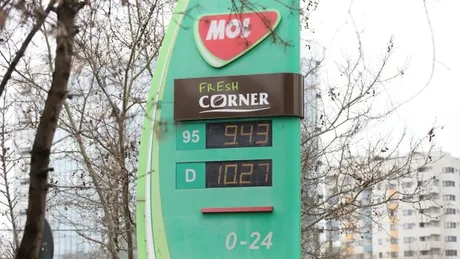 MOL
FRESH
CORNER
95 9.43
D 10.27
0-24